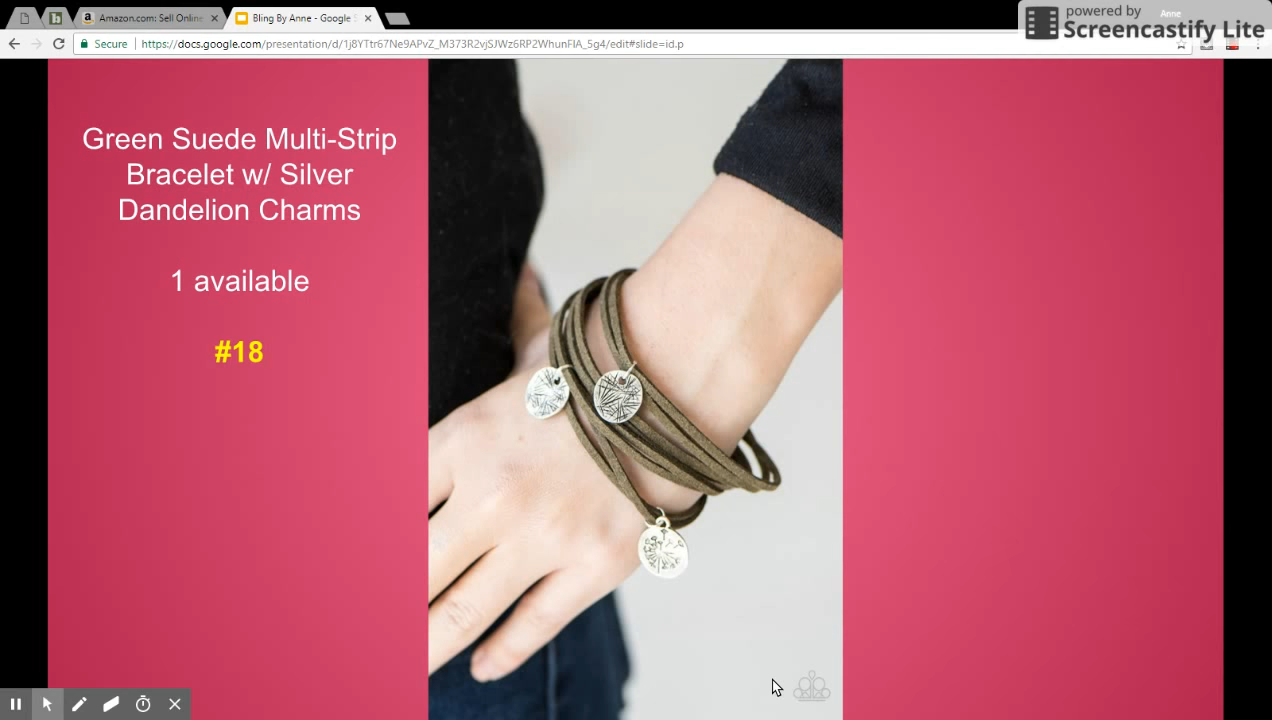 Amazon.com: Sell Online
Bling By Anne - Google S
powered by
Anne
Screencastify Lite
Secure
https://docs.google.com/presentation/d/1j8YTtr67Ne9APvZ_M373R2vjSJWz6RP2WhunFIA_5g4/edit#slide=id.p
Green Suede Multi-Strip
Bracelet w/ Silver
Dandelion Charms
1 available
#18